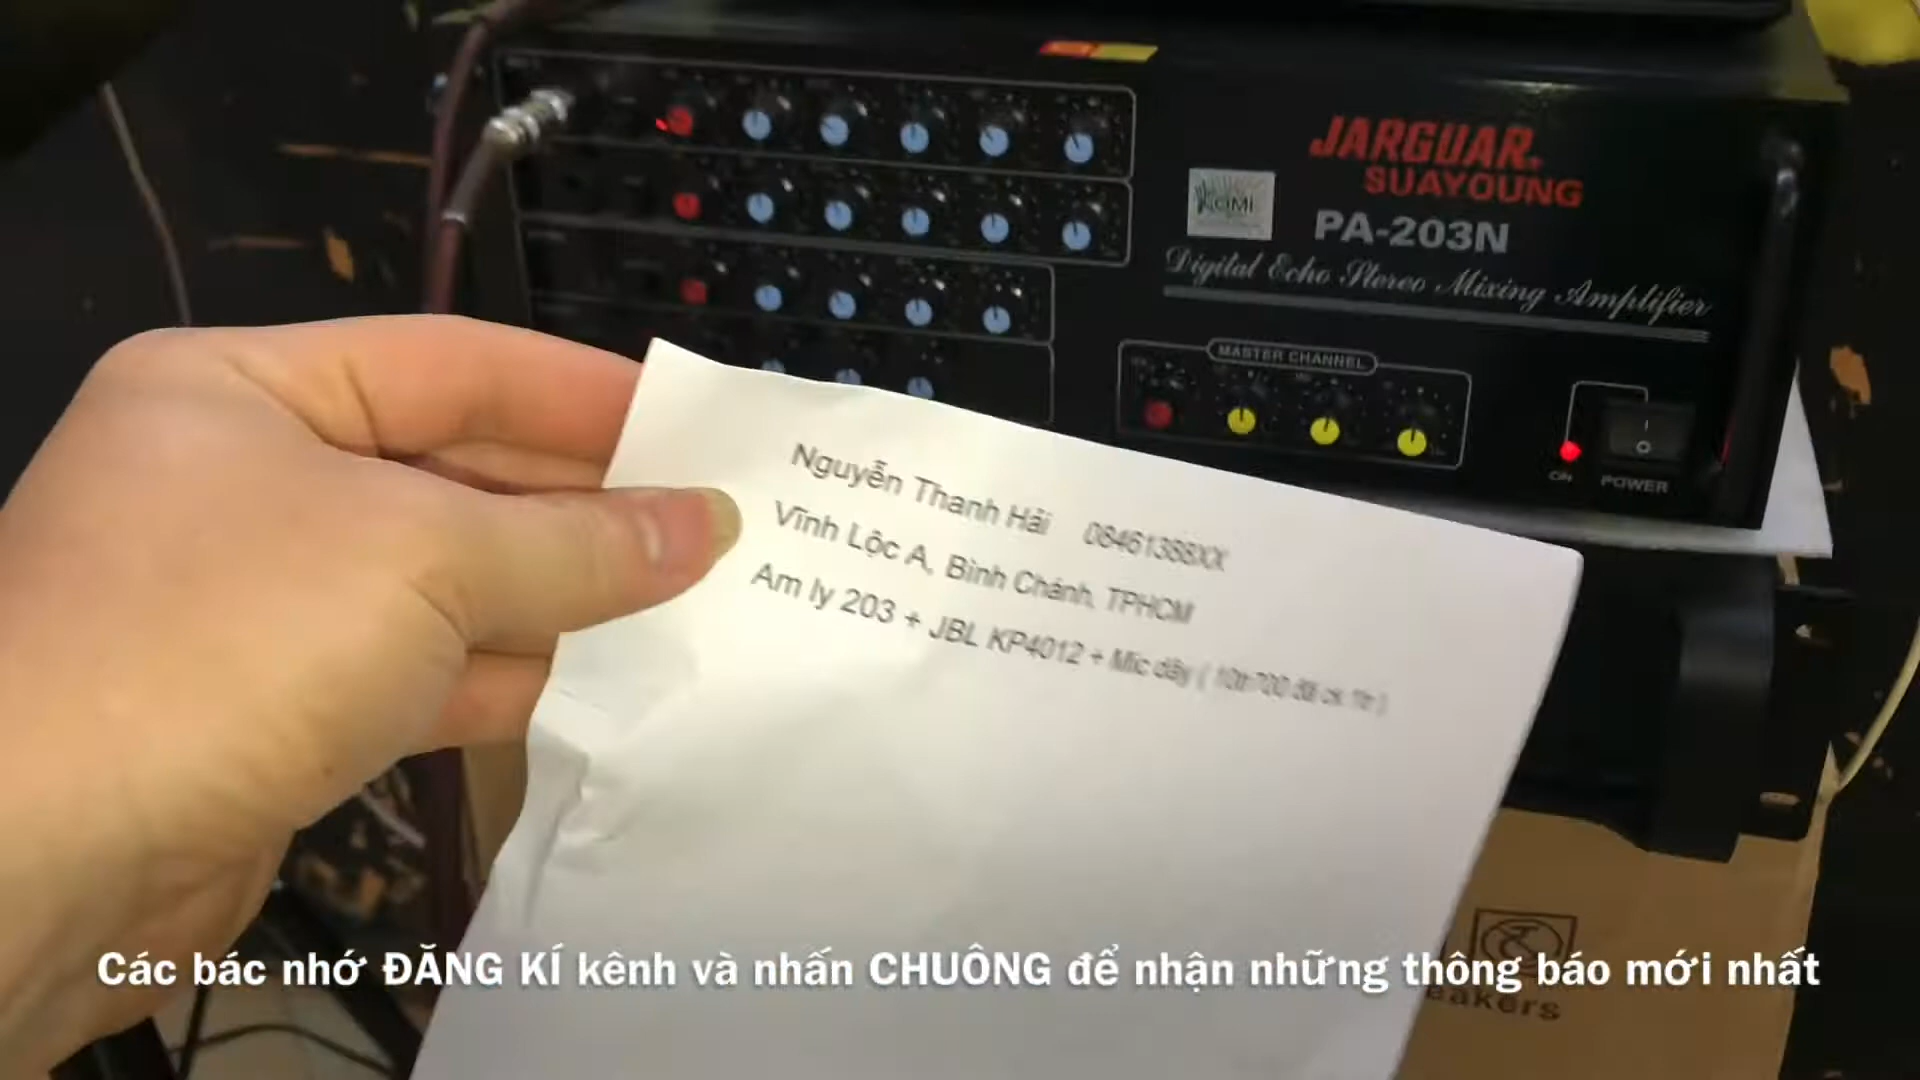 JARGUAR.
SUAYOUNG
PA-203N
Digital Echo Stereo Mixing Amplifier
MASTER CHANNEL
ON
POWER
Nguyễn Thanh Hải 08461388XX
Vĩnh Lộc A, Bình Chánh, TPHCM
Am ly 203 + JBL KP4012 + Mic dây (
Các bác nhớ ĐĂNG KÍ kênh và nhấn CHUÔNG để nhận những thông báo mới nhất